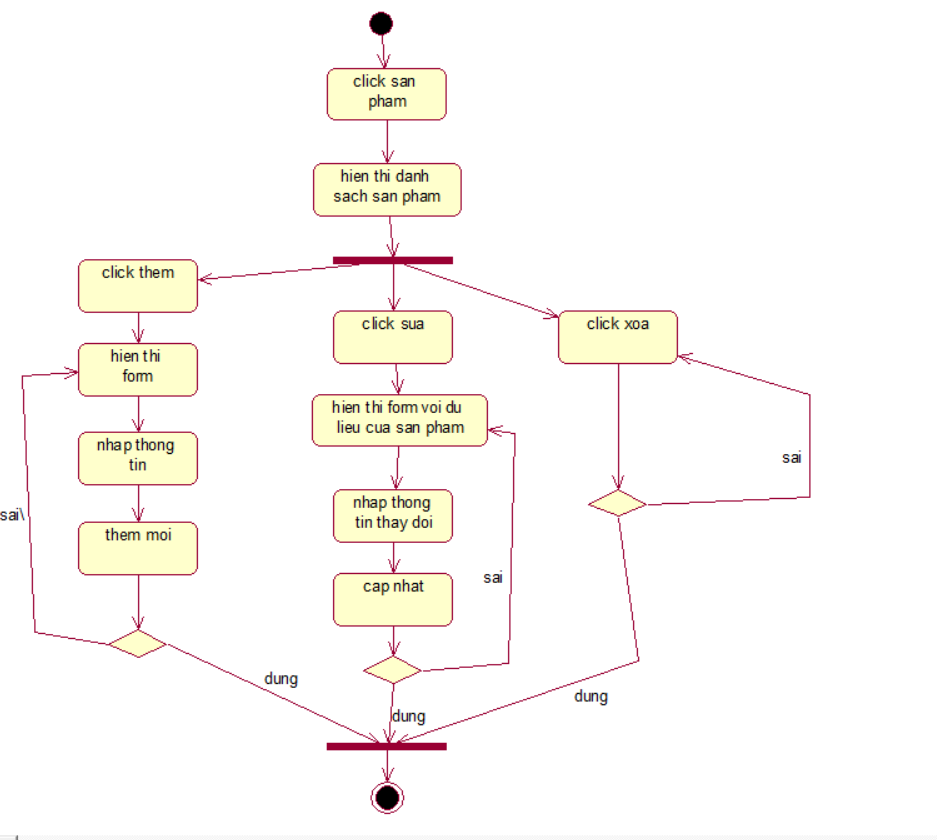 click san
pham
hien thi danh
sach san pham
click them
click sua
click xoa
hien thi
form
hien thi form voi du
lieu cua san pham
nhap thong
tin
sai
nhap thong
tin thay doi
sai\
them moi
cap nhat
sai
dung
dung
dung